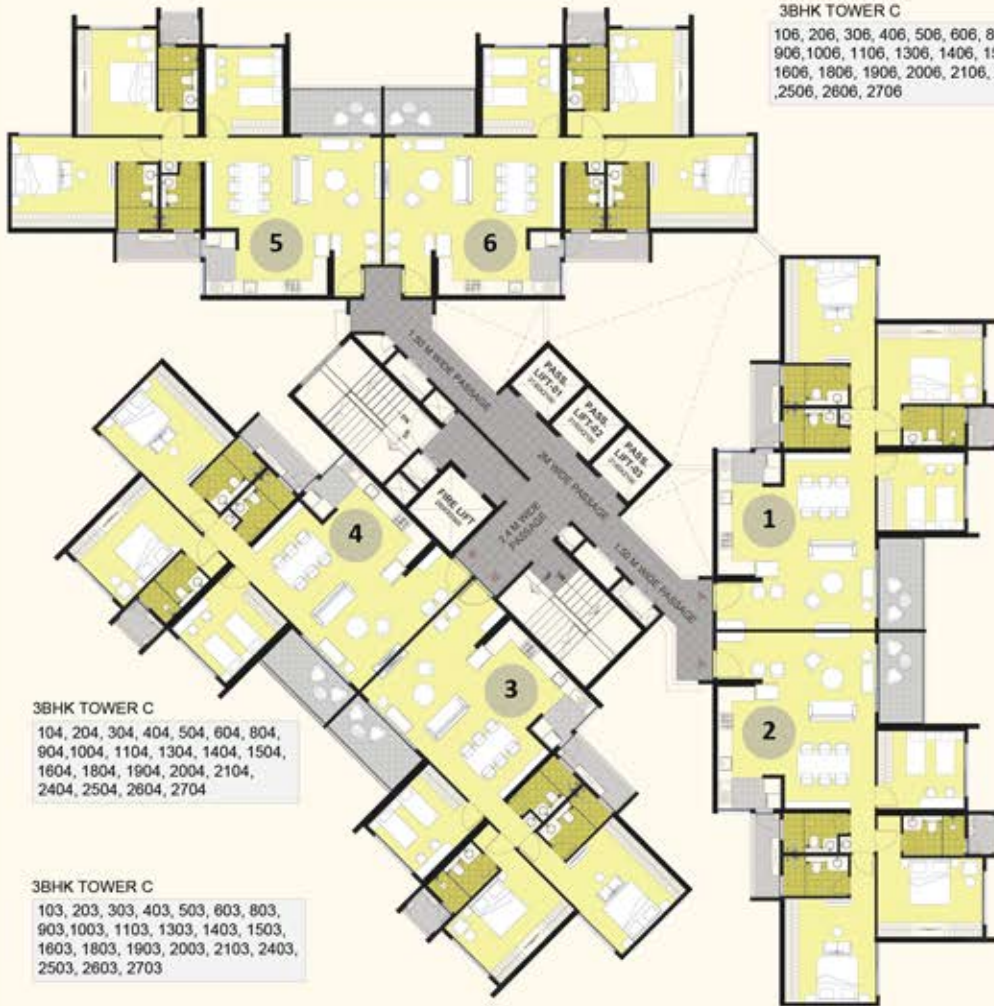 3BHK TOWER C
106, 206, 306, 406, 506, 606, 8
906,1006, 1106, 1306, 1406, 15
1606, 1806, 1906, 2006, 2106,
,2506, 2606, 2706
5
6
1.50 M WIDE PASSAGE
PASS.
LIFT-01
PASS.
LIFT-02
PASS.
LIFT-03
2M WIDE PASSAGE
FIRE LIFT
2.4 M WIDE
PASSAGE
1.50 M WIDE PASSAGE
4
1
3
2
3BHK TOWER C
104, 204, 304, 404, 504, 604, 804,
904,1004, 1104, 1304, 1404, 1504,
1604, 1804, 1904, 2004, 2104,
2404, 2504, 2604, 2704
3BHK TOWER C
103, 203, 303, 403, 503, 603, 803,
903,1003, 1103, 1303, 1403, 1503,
1603, 1803, 1903, 2003, 2103, 2403,
2503, 2603, 2703